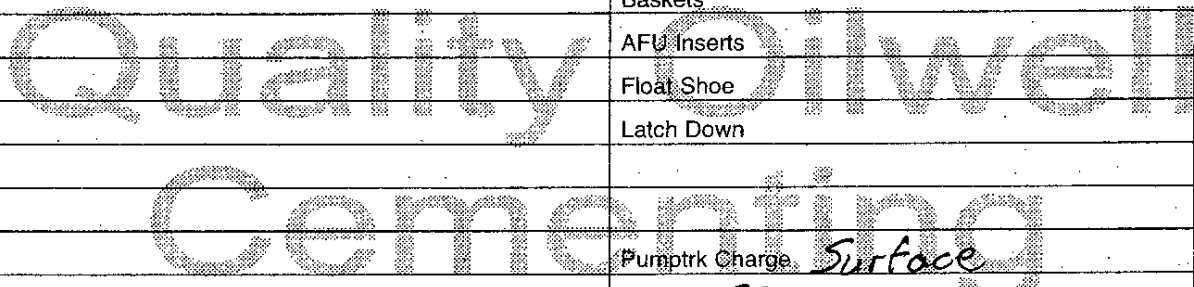 Baskets
Quality Oilwell
AFU Inserts
Float Shoe
Latch Down
Cementing
Pumptrk Charge Surface